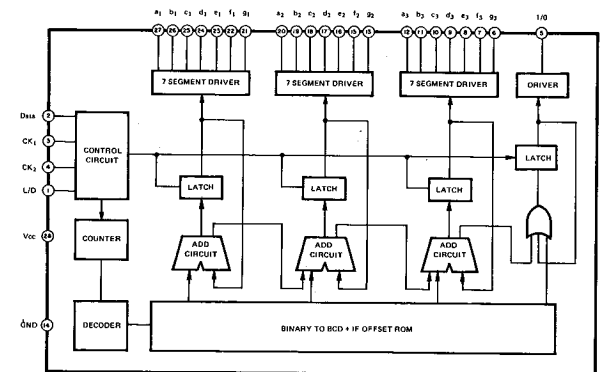 a1 b1 c1 d1 e1 f1 g1 a2 b2 c2 d2 e2 f2 g2 a3 b3 c3 d3 e3 f3 g3 1/0
27 26 25 24 23 22 21 20 19 18 17 16 15 13 12 11 10 9 8 7 6 5
7 SEGMENT DRIVER 7 SEGMENT DRIVER 7 SEGMENT DRIVER DRIVER
DATA 2
CK1 3
CK2 4
L/D 1
CONTROL
CIRCUIT
LATCH LATCH LATCH LATCH
VCC 28
COUNTER
ADD
CIRCUIT
ADD
CIRCUIT
ADD
CIRCUIT
GND 14
DECODER
BINARY TO BCD + IF OFFSET ROM